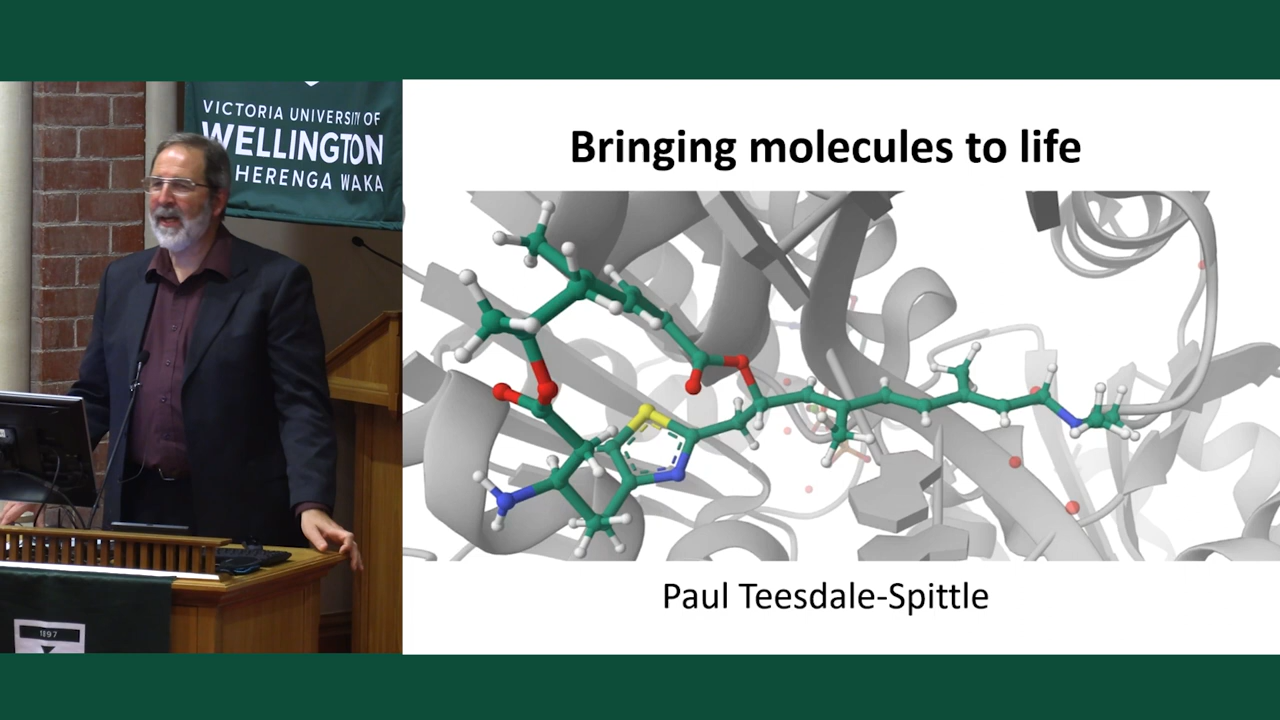 VICTORIA UNIVERSITY OF
WELLINGTON
HERENGA WAKA
1897
Bringing molecules to life
Paul Teesdale-Spittle